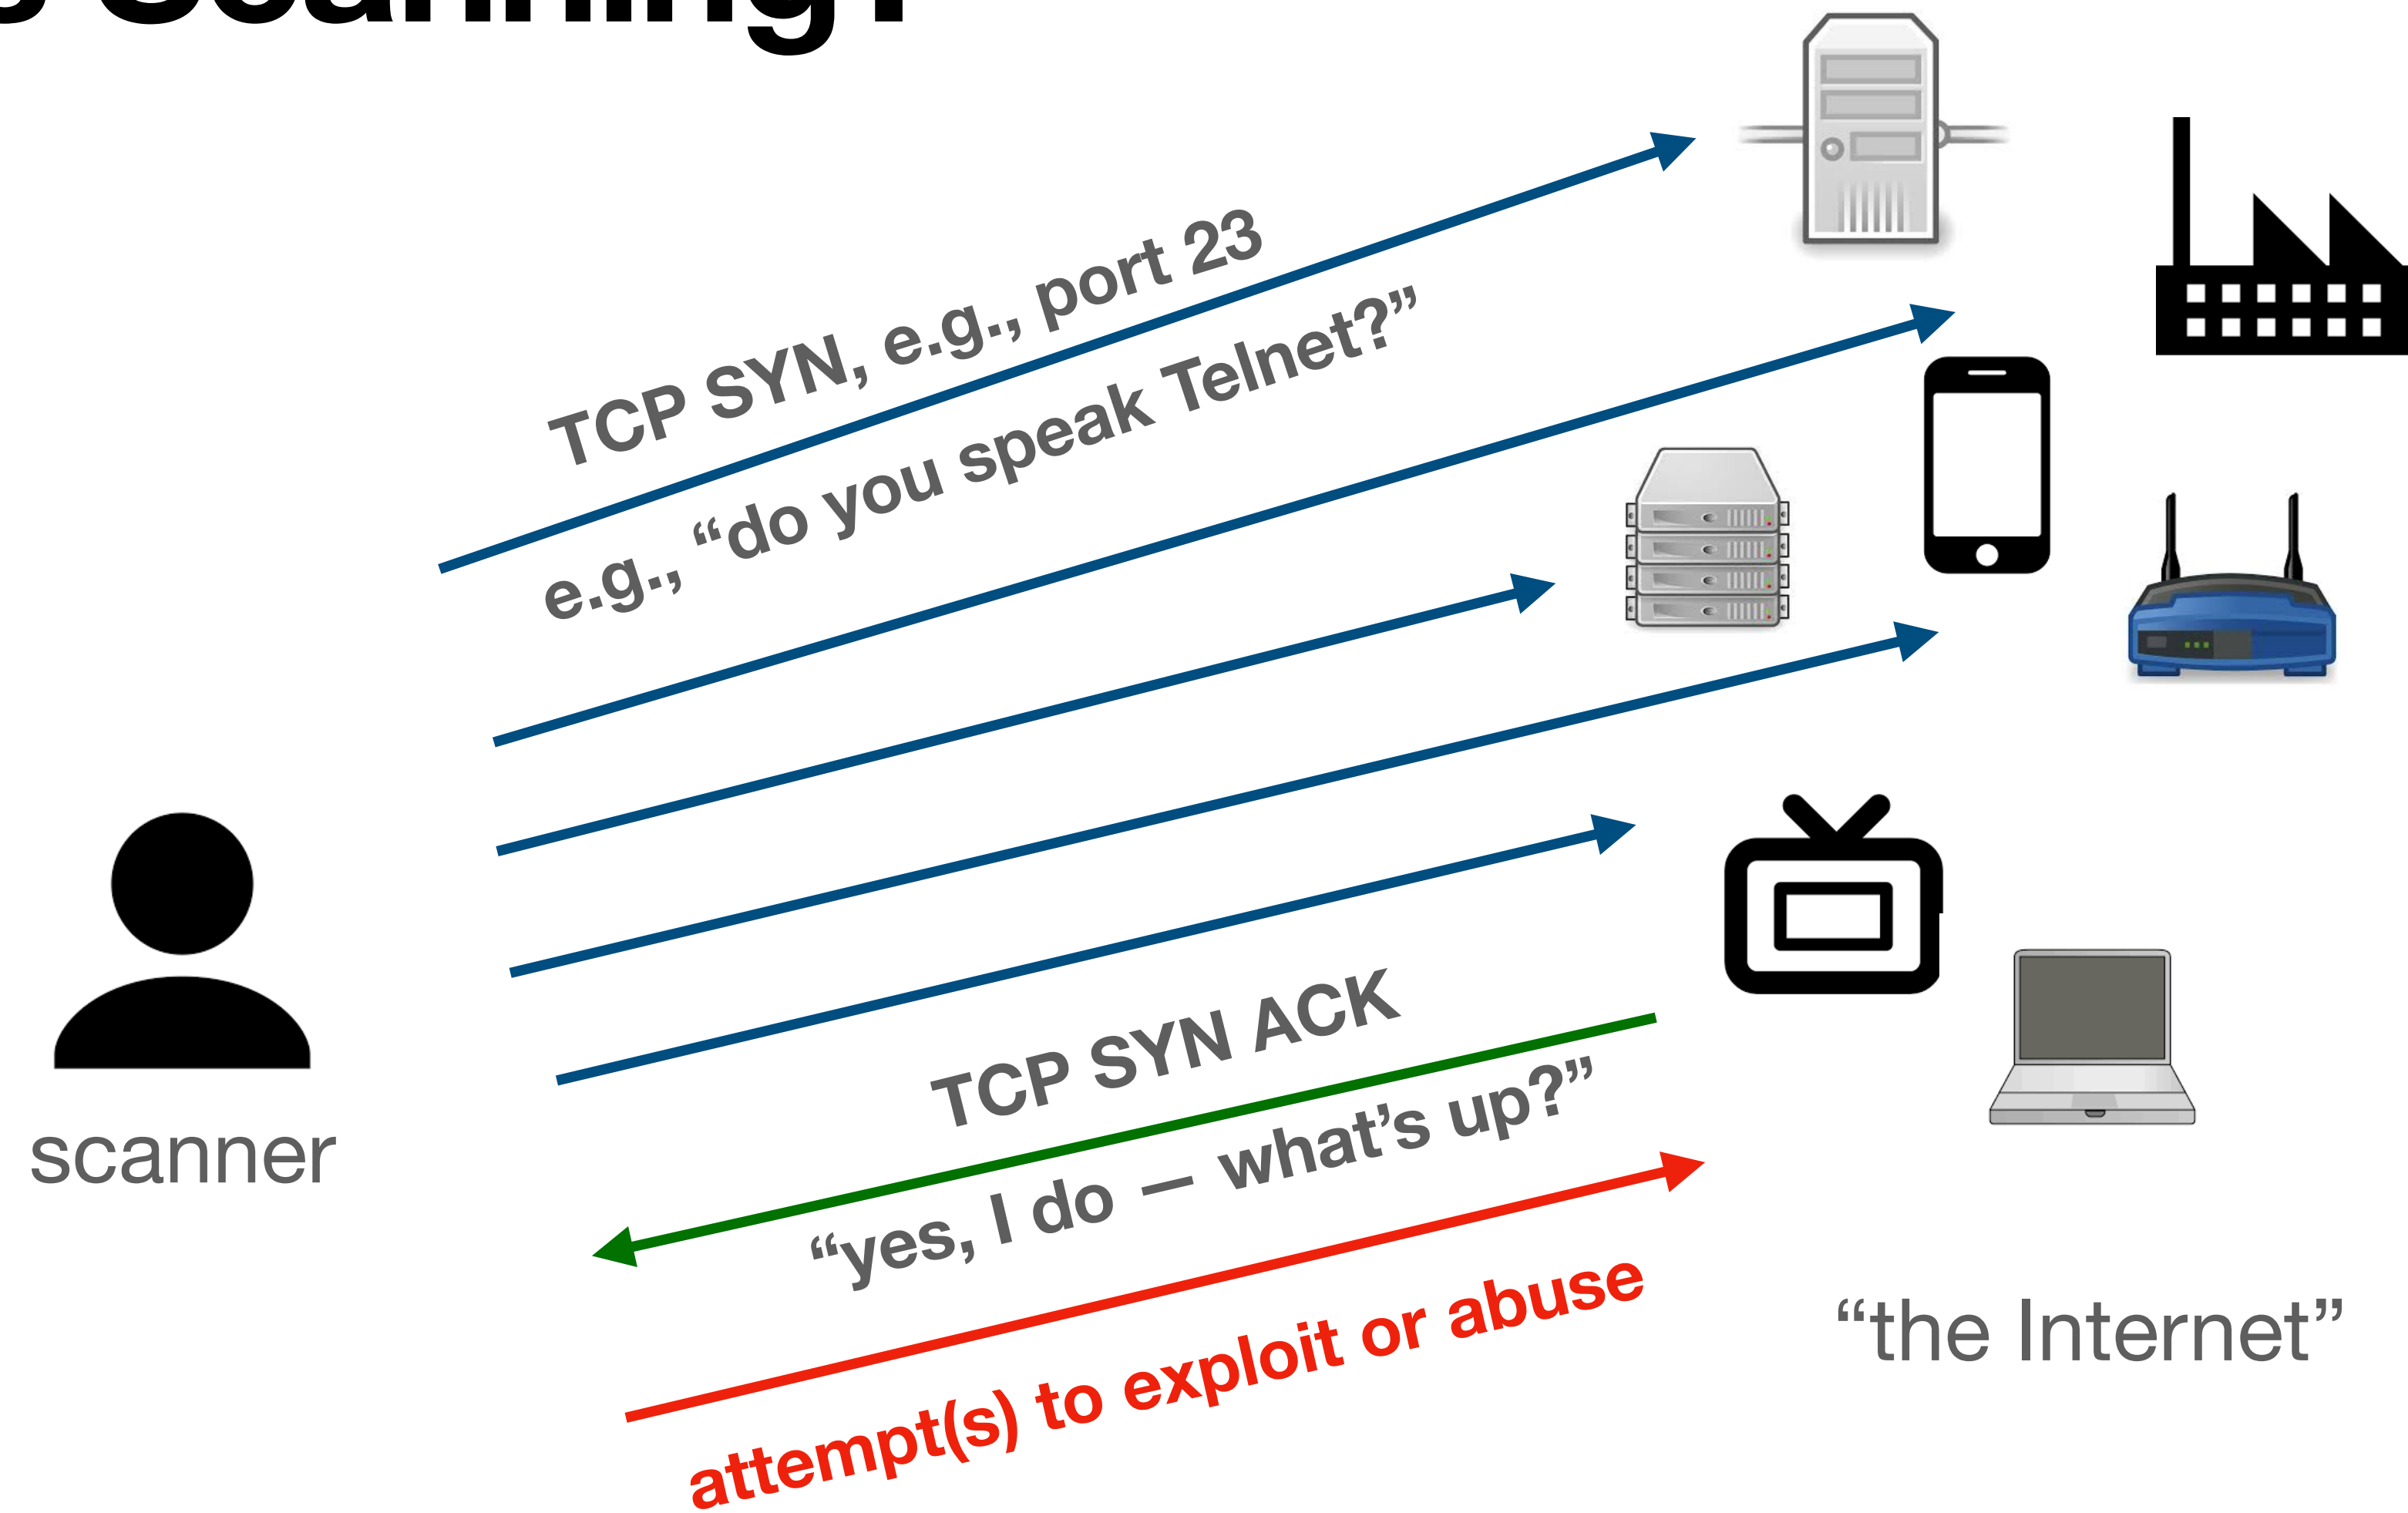 scanning?
TCP SYN, e.g., port 23
e.g., “do you speak Telnet?”
TCP SYN ACK
“yes, I do — what’s up?”
attempt(s) to exploit or abuse
scanner
“the Internet”